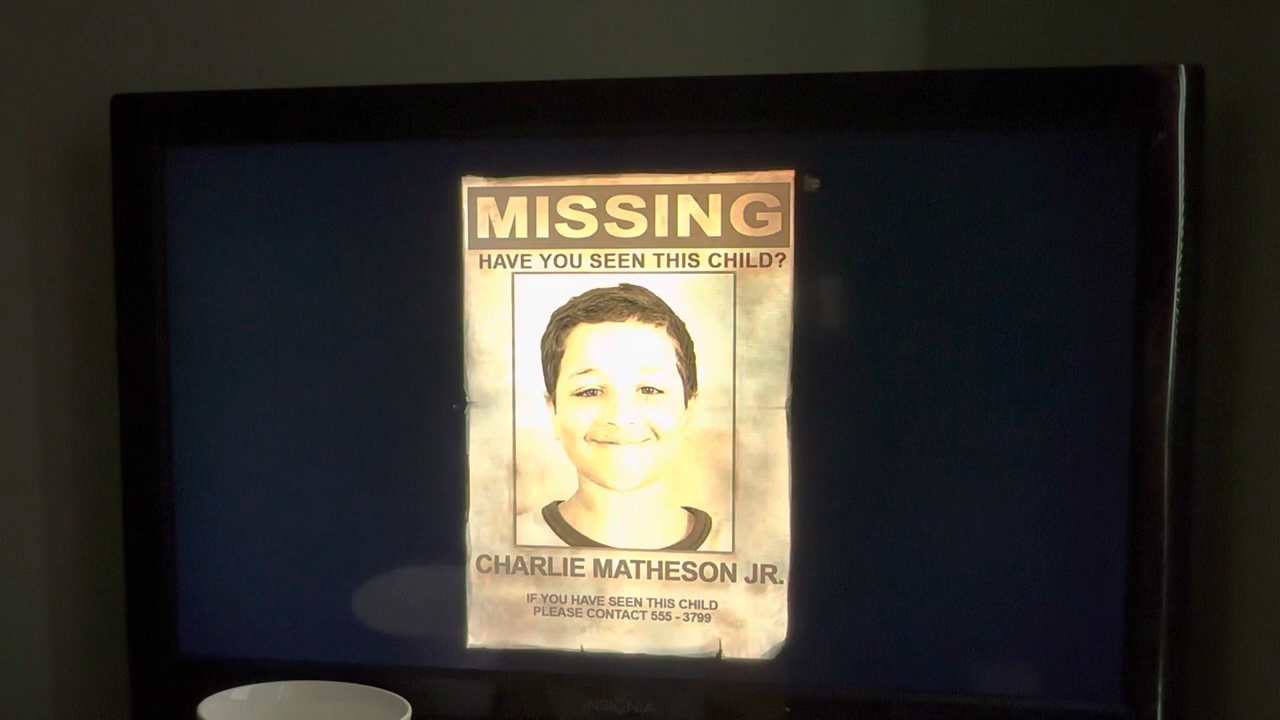 MISSING
HAVE YOU SEEN THIS CHILD?
CHARLIE MATHESON JR.
IF YOU HAVE SEEN THIS CHILD
PLEASE CONTACT 555 - 3799
INSIGNIA